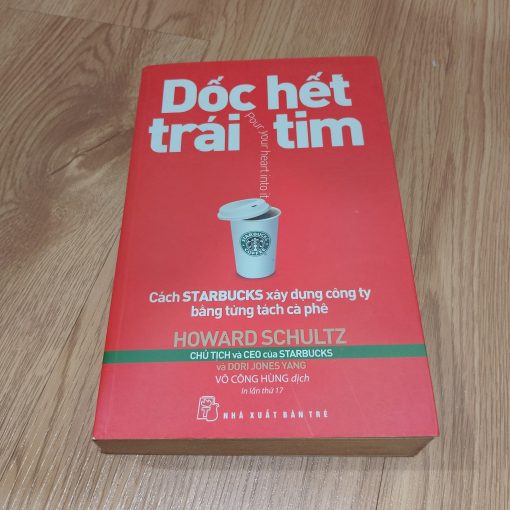 Dốc hết
trái tim
pour your heart into it
STARBUCKS
COFFEE
Cách STARBUCKS xây dựng công ty
bằng từng tách cà phê
HOWARD SCHULTZ
CHỦ TỊCH và CEO của STARBUCKS
và DORI JONES YANG
VÕ CÔNG HÙNG dịch
In lần thứ 17
NHÀ XUẤT BẢN TRẺ